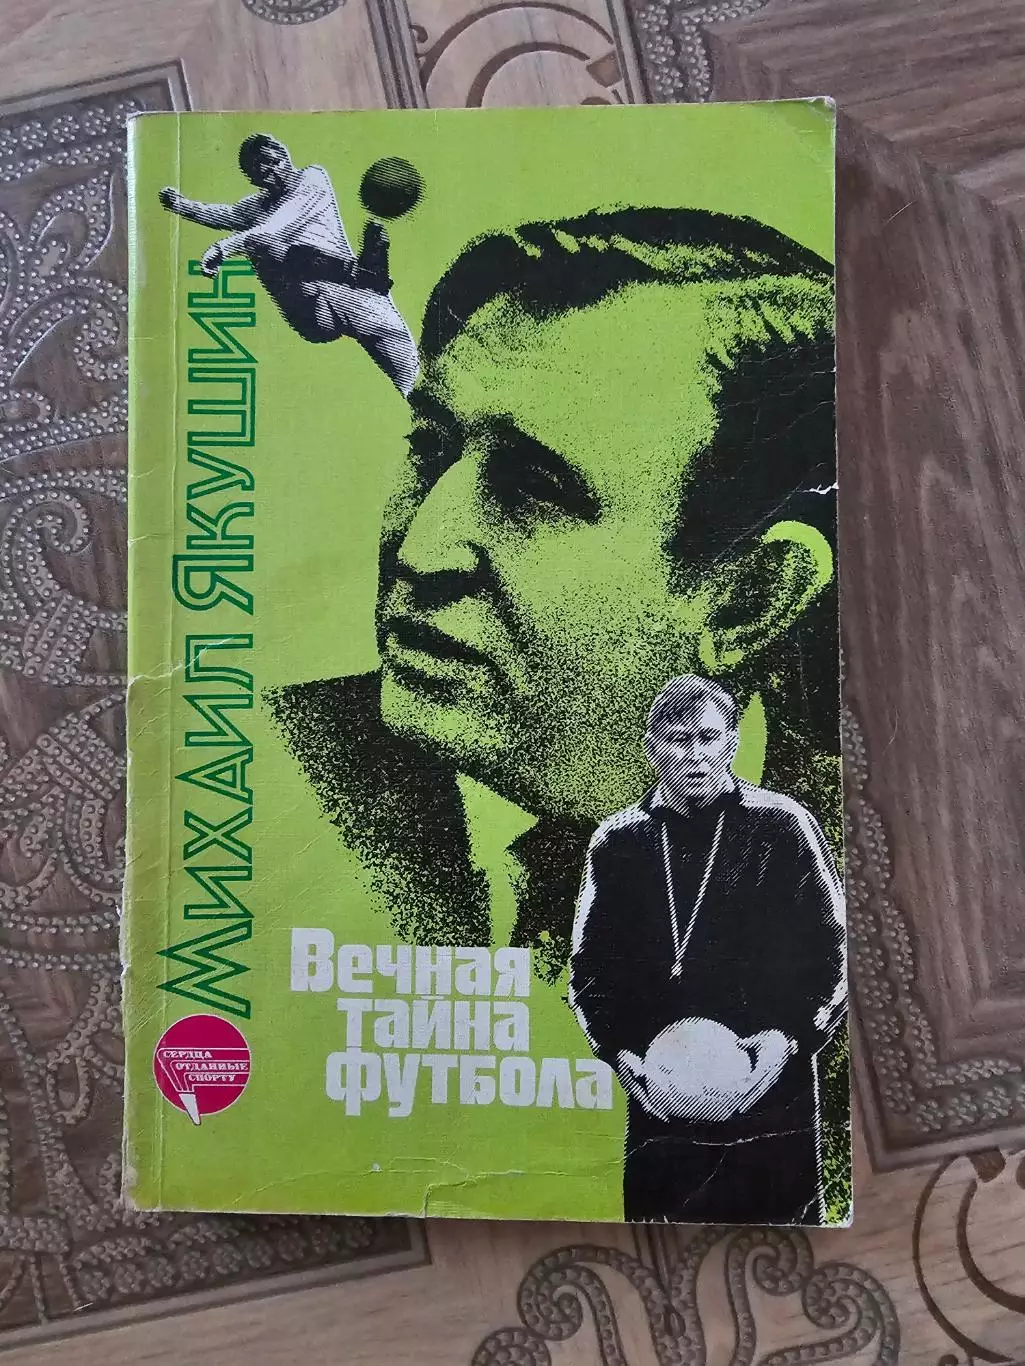 Михаил Якушин
Вечная
тайна
футбола
СЕРДЦА
ОТДАННЫЕ
СПОРТУ